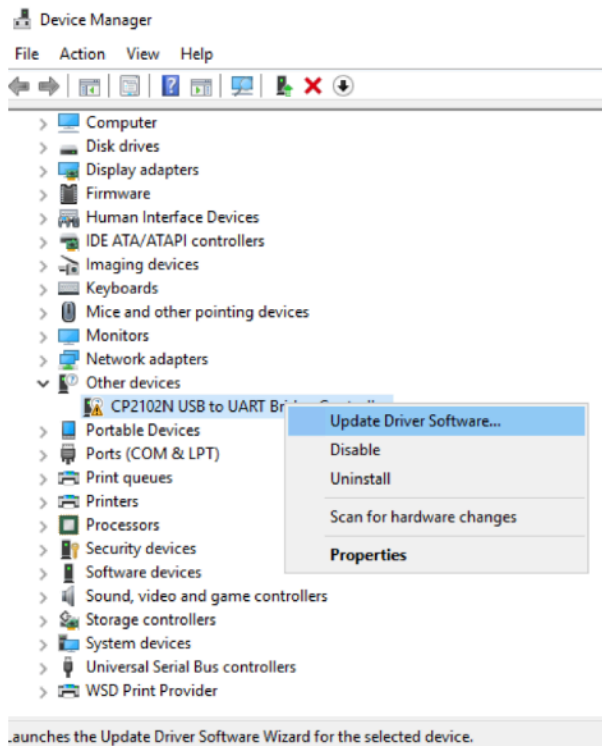 Device Manager
File Action View Help
Computer
Disk drives
Display adapters
Firmware
Human Interface Devices
IDE ATA/ATAPI controllers
Imaging devices
Keyboards
Mice and other pointing devices
Monitors
Network adapters
Other devices
CP2102N USB to UART
Update Driver Software...
Portable Devices
Disable
Ports (COM & LPT)
Uninstall
Print queues
Printers
Scan for hardware changes
Processors
Security devices
Properties
Software devices
Sound, video and game controllers
Storage controllers
System devices
Universal Serial Bus controllers
WSD Print Provider
Launches the Update Driver Software Wizard for the selected device.